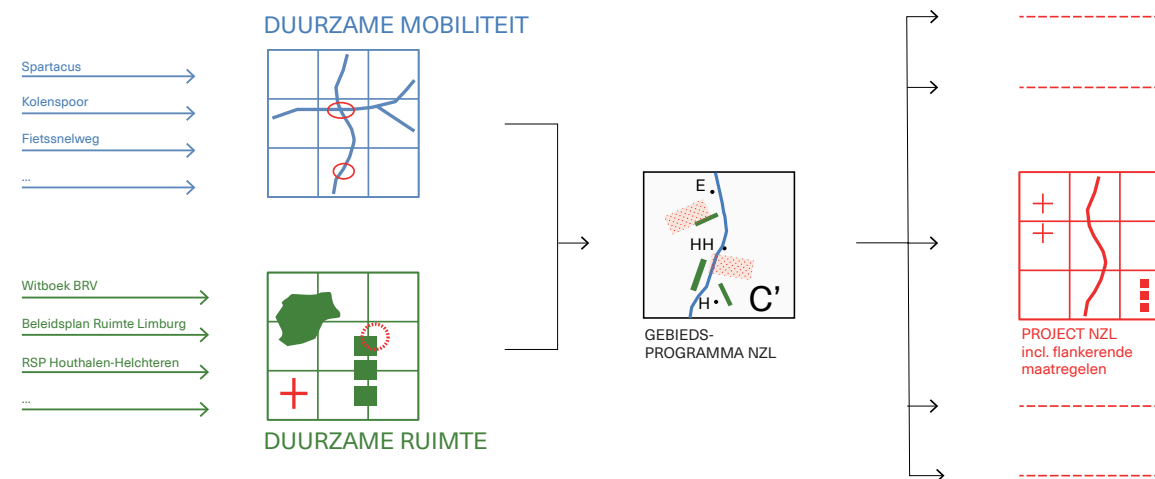 DUURZAME MOBILITEIT
Spartacus
Kolenspoor
Fietssnelweg
...
Witboek BRV
Beleidsplan Ruimte Limburg
RSP Houthalen-Helchteren
...
DUURZAME RUIMTE
E
HH
H
C'
GEBIEDS-
PROGRAMMA NZL
PROJECT NZL
incl. flankerende
maatregelen